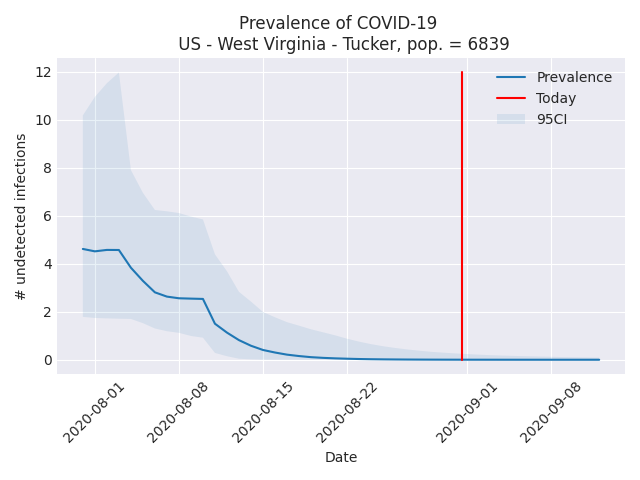 Prevalence of COVID-19
US - West Virginia - Tucker, pop. = 6839
12
10
8
6
4
2
0
# undetected infections
Prevalence
Today
95CI
2020-08-01
2020-08-08
2020-08-15
2020-08-22
2020-09-01
2020-09-08
Date